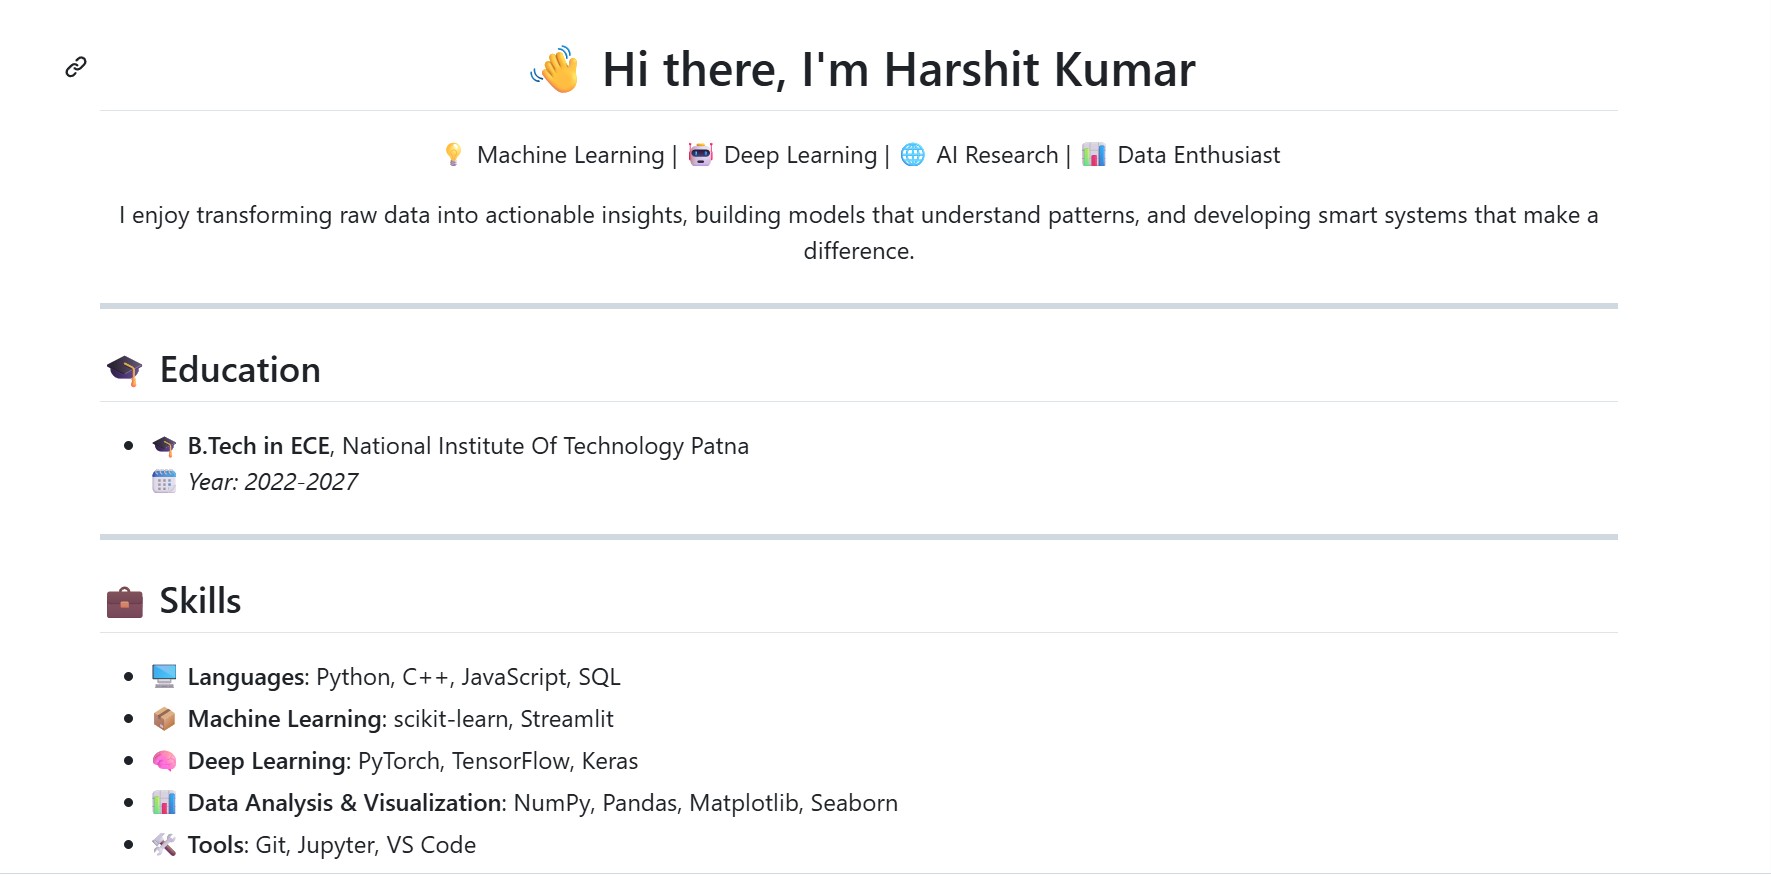 👋 Hi there, I'm Harshit Kumar
💡 Machine Learning | 🤖 Deep Learning | 🌐 AI Research | 📊 Data Enthusiast
I enjoy transforming raw data into actionable insights, building models that understand patterns, and developing smart systems that make a
difference.
🎓 Education
• 🎓 B.Tech in ECE, National Institute Of Technology Patna
🗓️ Year: 2022-2027
💼 Skills
• 🖥️ Languages: Python, C++, JavaScript, SQL
• 📦 Machine Learning: scikit-learn, Streamlit
• 🧠 Deep Learning: PyTorch, TensorFlow, Keras
• 📊 Data Analysis & Visualization: NumPy, Pandas, Matplotlib, Seaborn
• 🛠️ Tools: Git, Jupyter, VS Code